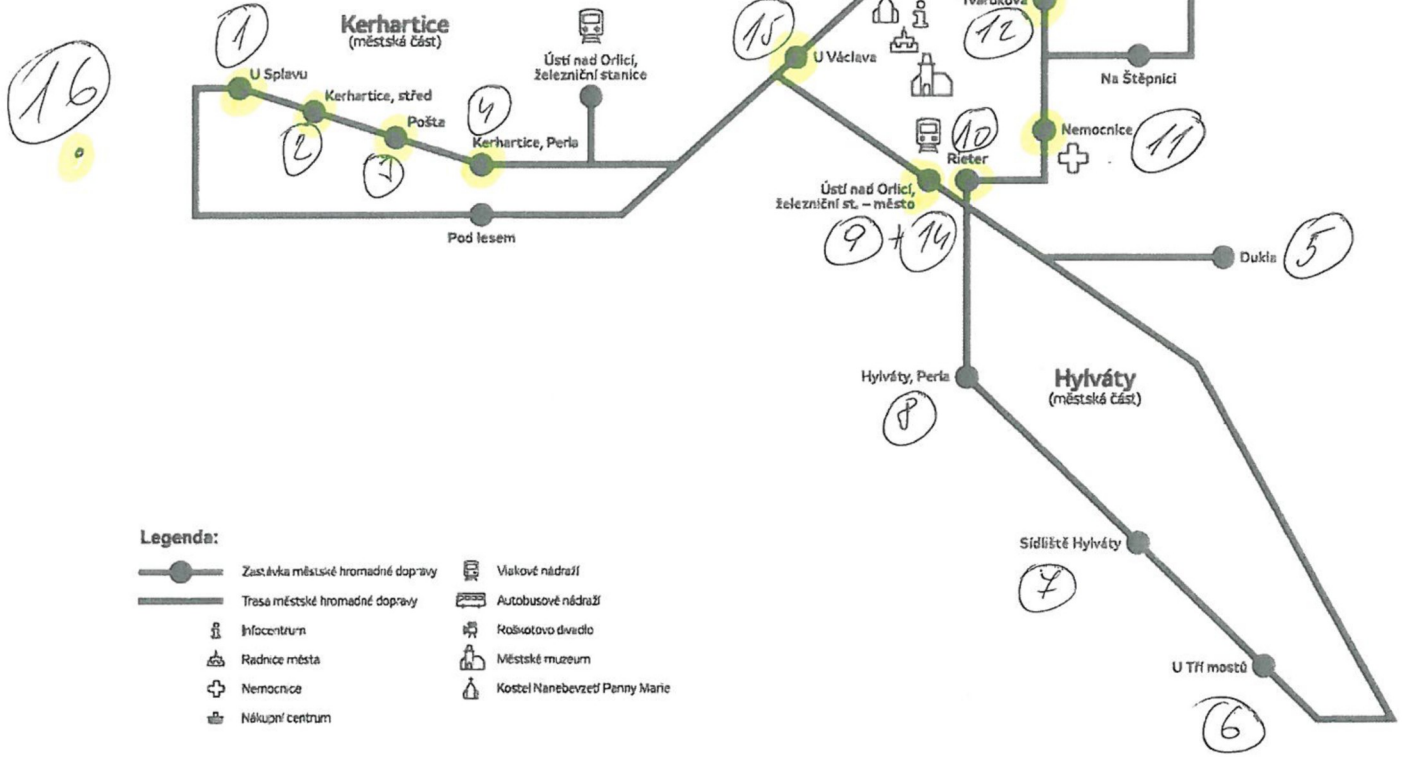 Kerhartice
(městská část)
1
16
U Splavu
Kerhartice, střed
2
Pošta
3
4
Kerhartice, Perla
Ústí nad Orlicí,
železniční stanice
Pod lesem
15
U Václava
12
Na Štěpnici
Nemocnice
11
10
Rieter
Ústí nad Orlicí,
železniční st. – město
9 + 14
Dukla
5
Hylváty, Perla
8
Hylváty
(městská část)
Sídliště Hylváty
7
U Tří mostů
6
Legenda:
Zastávka městské hromadné dopravy
Trasa městské hromadné dopravy
Infocentrum
Radnice města
Nemocnice
Nákupní centrum
Vlakové nádraží
Autobusové nádraží
Roškotovo divadlo
Městské muzeum
Kostel Nanebevzetí Panny Marie